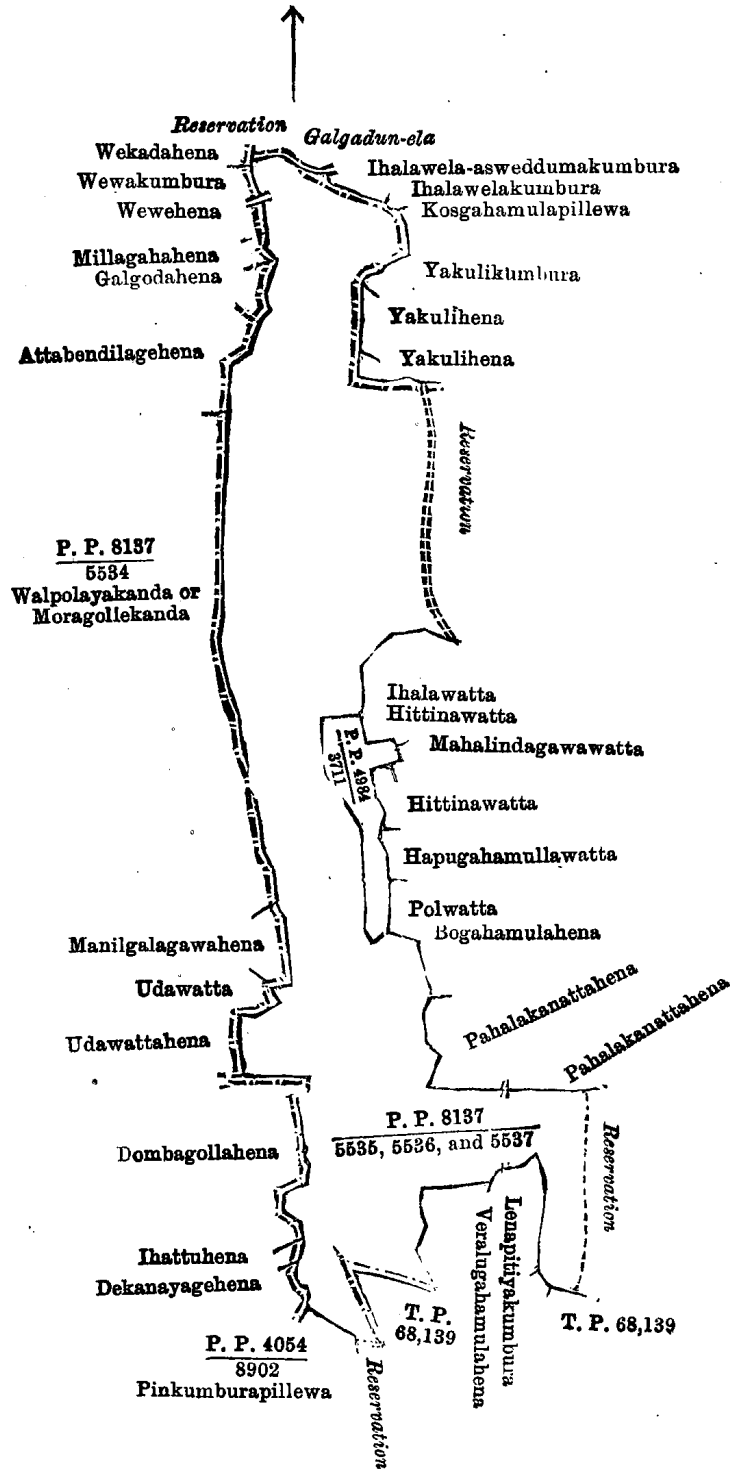 Reservation
Galgadun-ela
Wekadahena
Ihalawela-asweddumakumbura
Wewakumbura
Ihalawelakumbura
Wewehena
Kosgahamulapillewa
Millagahahena
Galgodahena
Yakulikumbura
Yakulihena
Attabendilagehena
Yakulihena
Reservation
P. P. 8137
5534
Walpolayakanda or
Moragollekanda
Ihalawatta
Hittinawatta
P. P. 4984
3711
Mahalindagawawatta
Hittinawatta
Hapugahamullawatta
Polwatta
Bogahamulahena
Manilgalagawahena
Udawatta
Udawattahena
Pahalakanattahena
Pahalakanattahena
P. P. 8137
5535, 5536, and 5537
Dombagollahena
Reservation
Lenapitiyakumbura
Veralugahamulahena
Ihattuhena
Dekanayagehena
T. P.
68,139
T. P. 68,139
P. P. 4054
8902
Pinkumburapillewa
Reservation